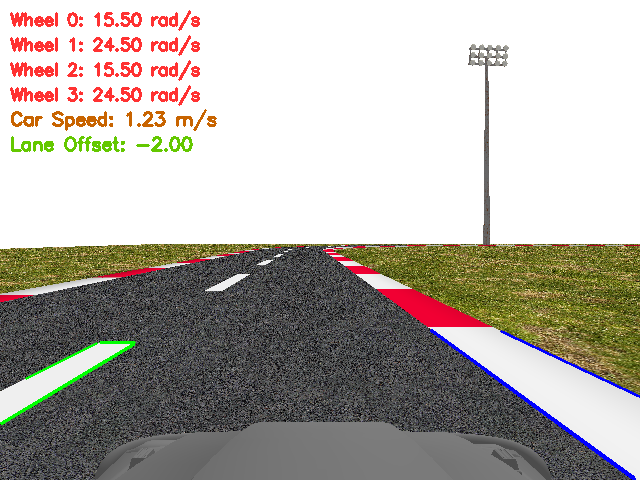 Wheel 0: 15.50 rad/s
Wheel 1: 24.50 rad/s
Wheel 2: 15.50 rad/s
Wheel 3: 24.50 rad/s
Car Speed: 1.23 m/s
Lane Offset: -2.00